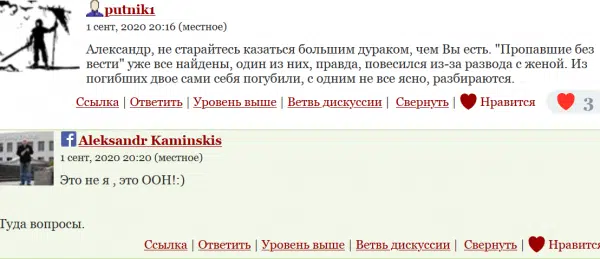 putnik1
1 сент, 2020 20:16 (местное)
Александр, не старайтесь казаться большим дураком, чем Вы есть. "Пропавшие без
вести" уже все найдены, один из них, правда, повесился из-за развода с женой. Из
погибших двое сами себя погубили, с одним не все ясно, разбираются.
Ссылка | Ответить | Уровень выше | Ветвь дискуссии | Свернуть | Нравится 3
Aleksandr Kaminskis
1 сент, 2020 20:20 (местное)
Это не я , это ООН!:)
Туда вопросы.
Ссылка | Ответить | Уровень выше | Ветвь дискуссии | Свернуть | Нравится